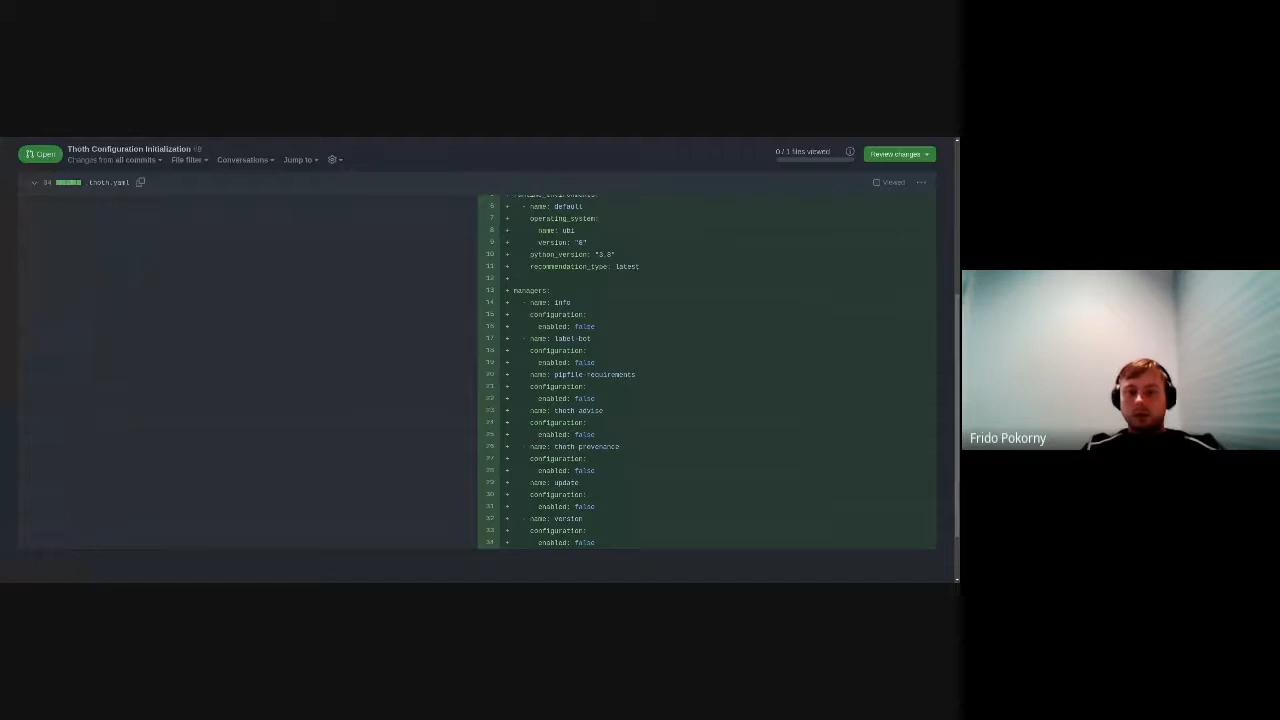 Open
Thoth Configuration Initialization #8
Changes from all commits File filter Conversations Jump to
0 / 1 files viewed
Review changes
34 .thoth.yaml
Viewed
6 + - name: default
7 + operating_system:
8 + name: ubi
9 + version: "8"
10 + python_version: "3.8"
11 + recommendation_type: latest
12 +
13 + managers:
14 + - name: info
15 + configuration:
16 + enabled: false
17 + - name: label-bot
18 + configuration:
19 + enabled: false
20 + name: pipfile-requirements
21 + configuration:
22 + enabled: false
23 + name: thoth-advise
24 + configuration:
25 + enabled: false
26 + - name: thoth-provenance
27 + configuration:
28 + enabled: false
29 + name: update
30 + configuration:
31 + enabled: false
32 + - name: version
33 + configuration:
34 + enabled: false
Frido Pokorny